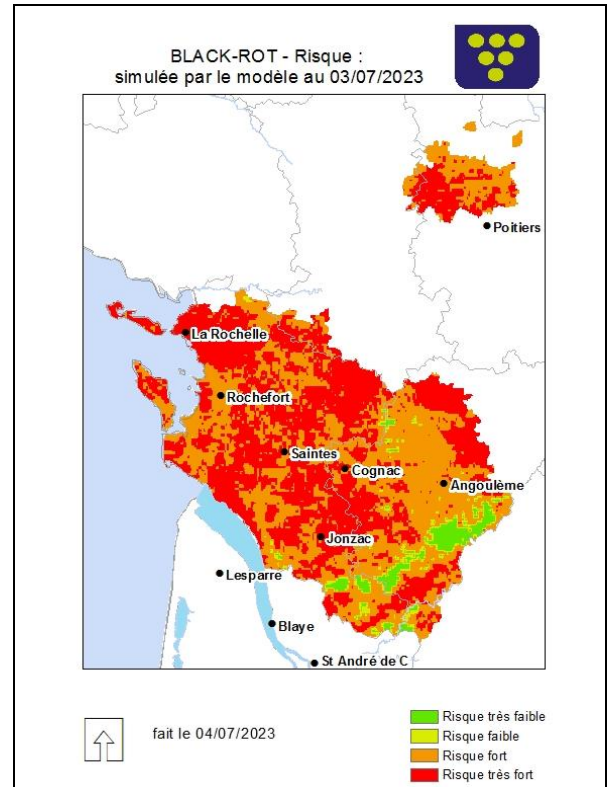 BLACK-ROT - Risque :
simulée par le modèle au 03/07/2023
Poitiers
La Rochelle
Rochefort
Saintes
Cognac
Angoulème
Jonzac
Lesparre
Blaye
St André de C
fait le 04/07/2023
Risque très faible
Risque faible
Risque fort
Risque très fort